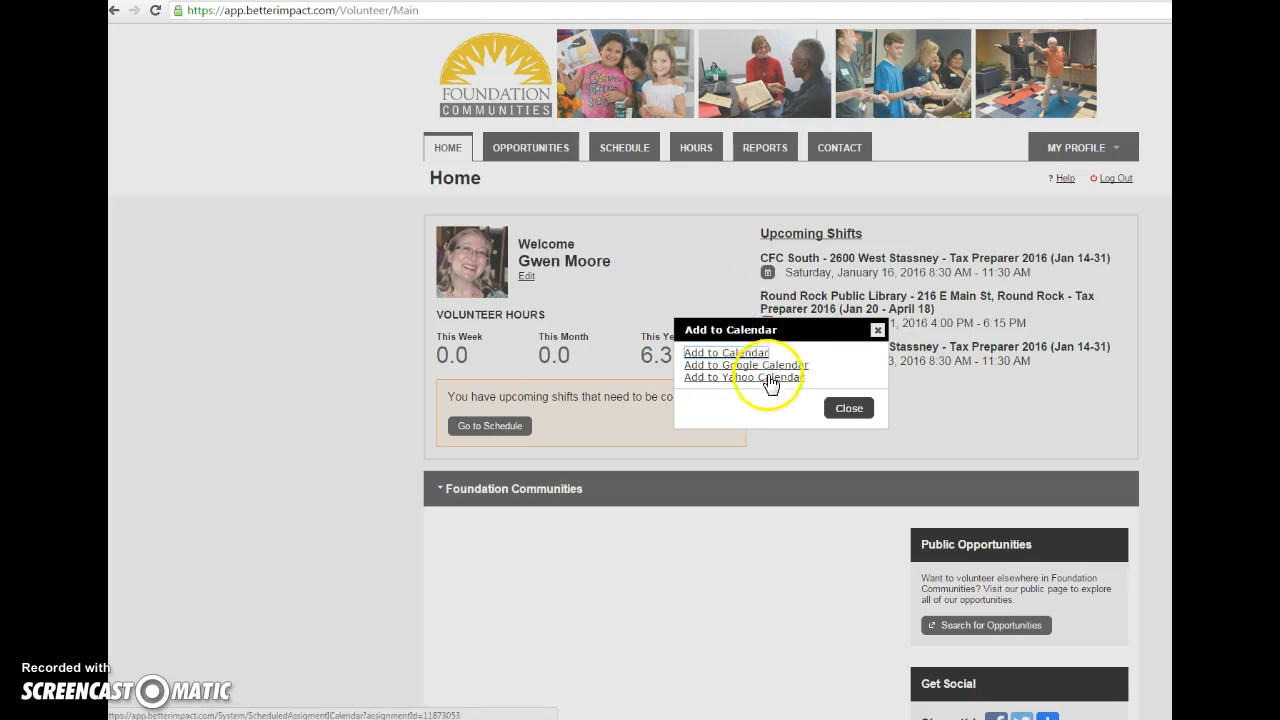 https://app.betterimpact.com/Volunteer/Main
FOUNDATION
COMMUNITIES
HOME
OPPORTUNITIES
SCHEDULE
HOURS
REPORTS
CONTACT
MY PROFILE
Home
? Help
Log Out
Welcome
Gwen Moore
Edit
VOLUNTEER HOURS
This Week
This Month
This Ye
0.0
0.0
6.3
You have upcoming shifts that need to be co
Go to Schedule
Upcoming Shifts
CFC South - 2600 West Stassney - Tax Preparer 2016 (Jan 14-31)
Saturday, January 16, 2016 8:30 AM - 11:30 AM
Round Rock Public Library - 216 E Main St, Round Rock - Tax
Preparer 2016 (Jan 20 - April 18)
1, 2016 4:00 PM - 6:15 PM
st Stassney - Tax Preparer 2016 (Jan 14-31)
3, 2016 8:30 AM - 11:30 AM
Add to Calendar
Add to Calendar
Add to Google Calendar
Add to Yahoo Calendar
Close
Foundation Communities
Public Opportunities
Want to volunteer elsewhere in Foundation
Communities? Visit our public page to explore
all of our opportunities.
Search for Opportunities
Get Social
Recorded with
SCREENCAST MATIC
https://app.betterimpact.com/System/ScheduledAssigmentICalendar?assignmentId=11873053